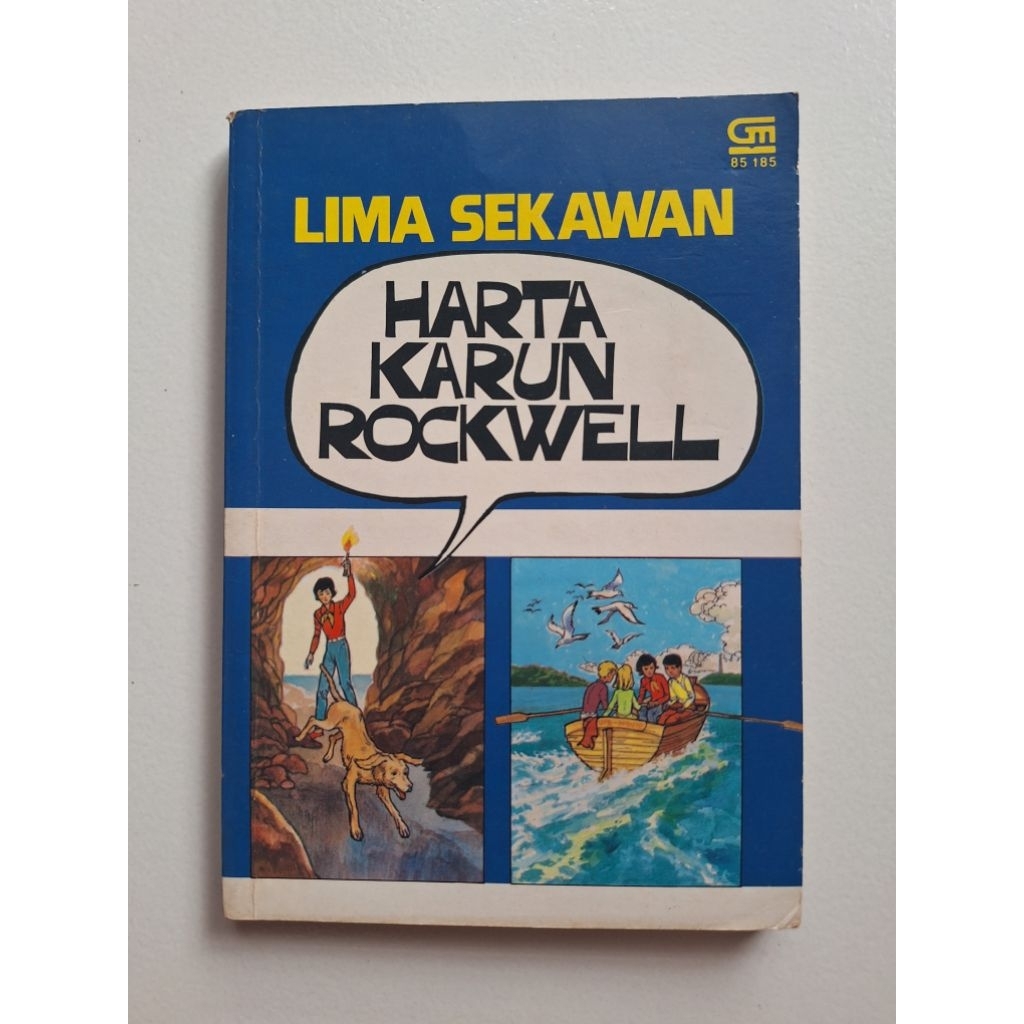 GM
85 185
LIMA SEKAWAN
HARTA
KARUN
ROCKWELL